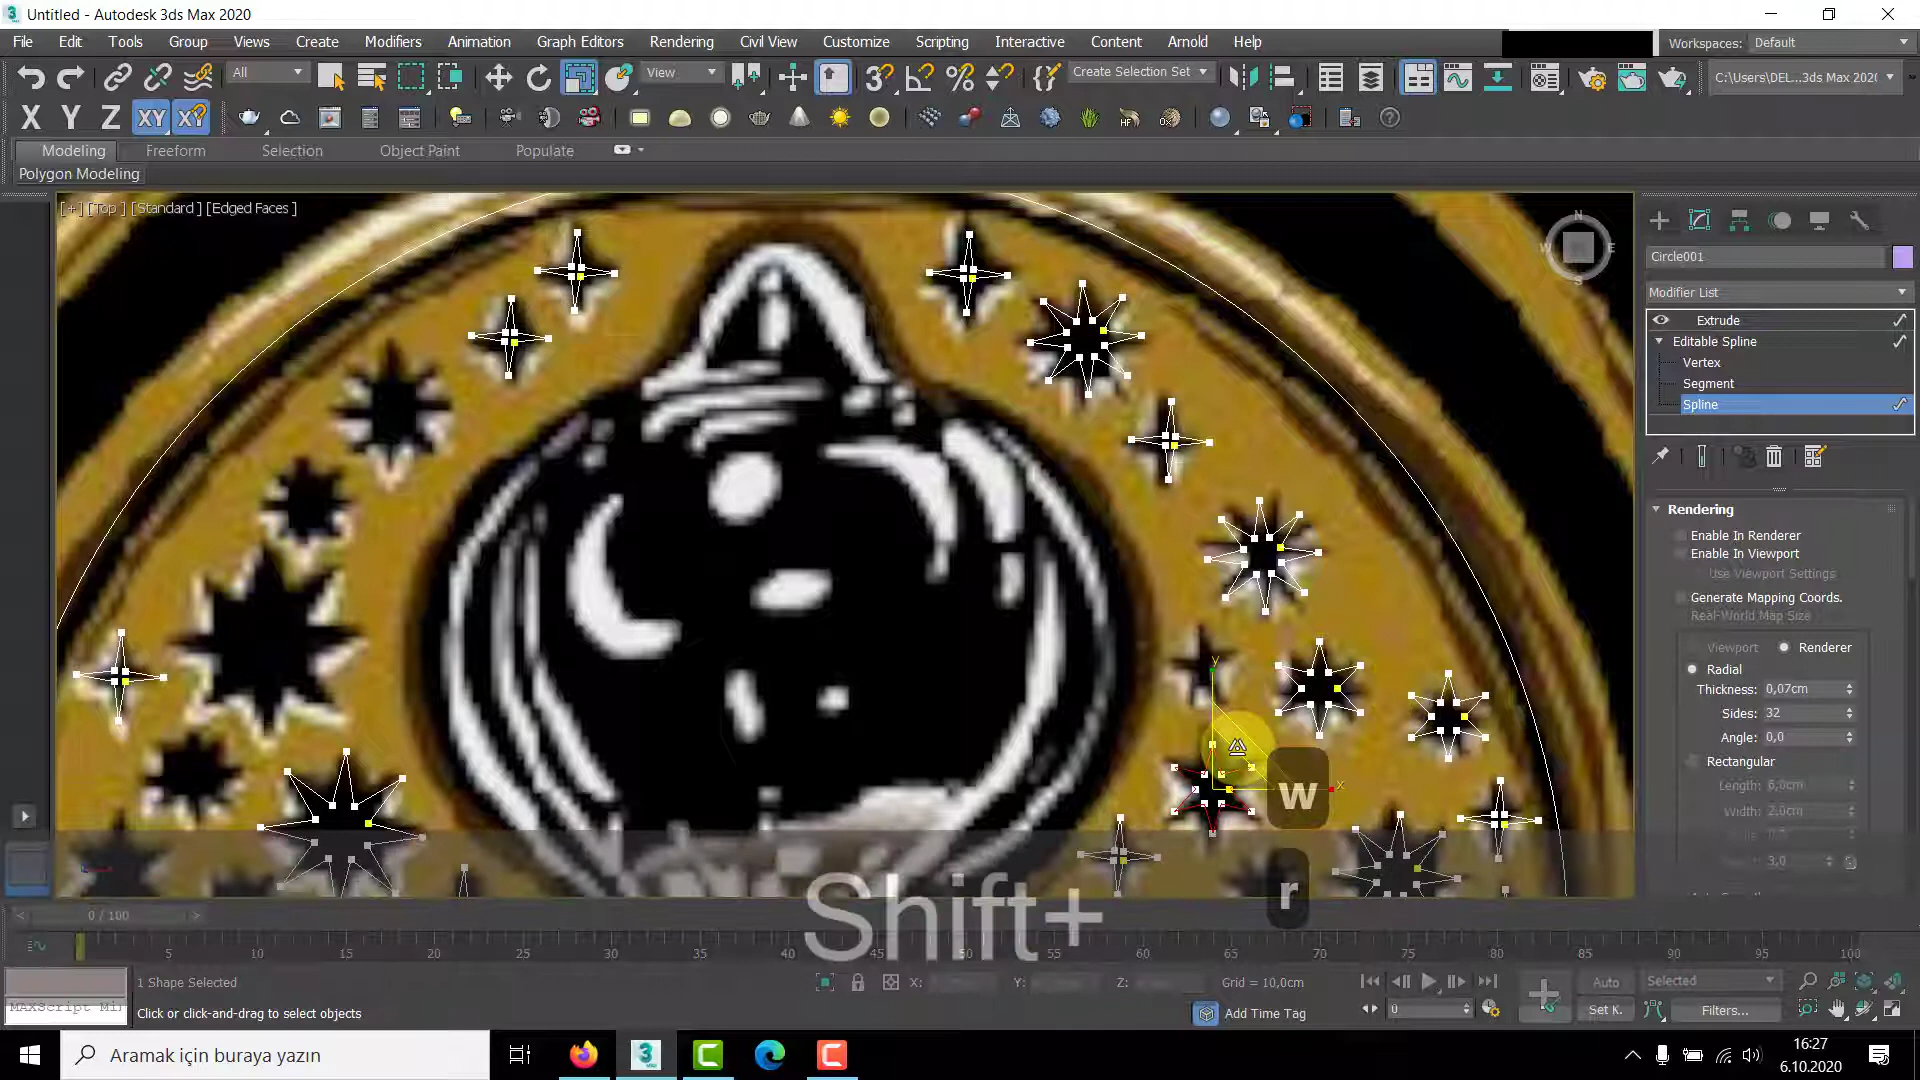 Untitled - Autodesk 3ds Max 2020
File Edit Tools Group Views Create Modifiers Animation Graph Editors Rendering Civil View Customize Scripting Interactive Content Arnold Help
Workspaces: Default
All
View
Create Selection Set
C:\Users\DEL...3ds Max 2020
X Y Z XY XY
Modeling Freeform Selection Object Paint Populate
Polygon Modeling
[+] [Top] [Standard] [Edged Faces]
N
W E
S
Circle001
Modifier List
Extrude
Editable Spline
Vertex
Segment
Spline
Rendering
Enable In Renderer
Enable In Viewport
Use Viewport Settings
Generate Mapping Coords.
Real-World Map Size
Viewport Renderer
Radial
Thickness: 0,07cm
Sides: 32
Angle: 0,0
Rectangular
Length: 6,0cm
Width: 2,0cm
3,0
y
x
w
r
Shift+
0 / 100
5 10 15 20 25 30 35 40 45 50 55 60 65 70 75 80 85 90 95 100
1 Shape Selected
X: Y: Z:
Grid = 10,0cm
Auto
Selected
MAXScript Mi
Click or click-and-drag to select objects
Add Time Tag
0
Set K.
Filters...
Aramak için buraya yazın
16:27
6.10.2020